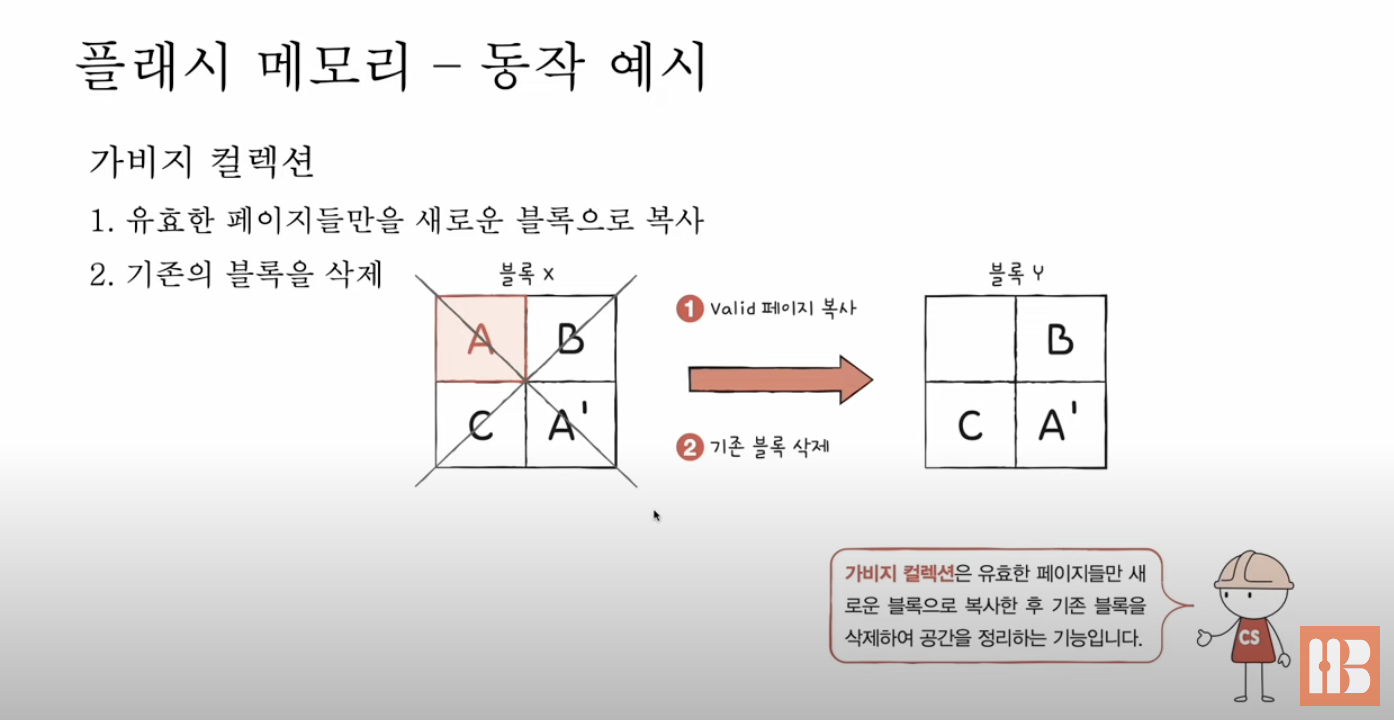 플래시 메모리 – 동작 예시
가비지 컬렉션
1. 유효한 페이지들만을 새로운 블록으로 복사
2. 기존의 블록을 삭제
블록 X
A B
C A'
1 Valid 페이지 복사
2 기존 블록 삭제
블록 Y
B
C A'
가비지 컬렉션은 유효한 페이지들만 새
로운 블록으로 복사한 후 기존 블록을
삭제하여 공간을 정리하는 기능입니다.
CS
HB